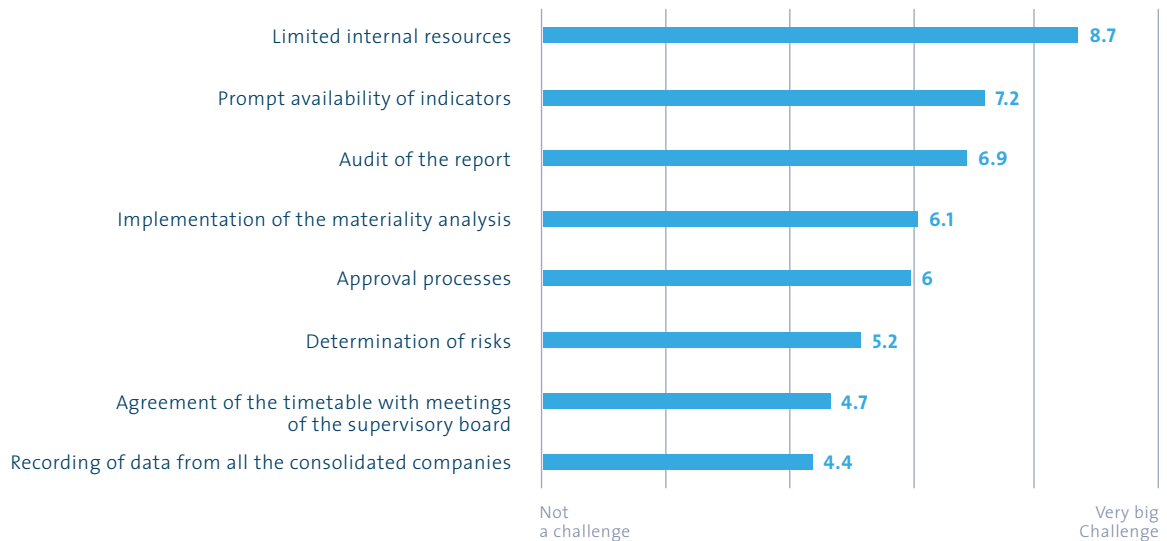 Limited internal resources 8.7
Prompt availability of indicators 7.2
Audit of the report 6.9
Implementation of the materiality analysis 6.1
Approval processes 6
Determination of risks 5.2
Agreement of the timetable with meetings 4.7
of the supervisory board
Recording of data from all the consolidated companies 4.4
Not Very big
a challenge Challenge